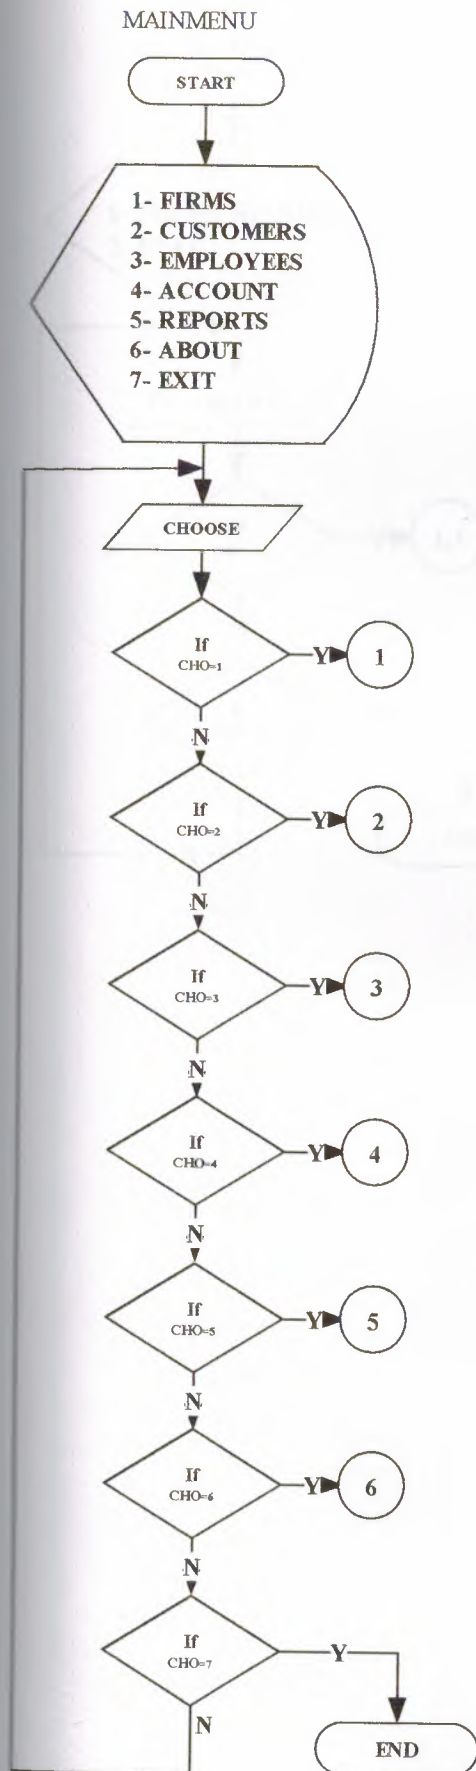 MAINMENU
START
1- FIRMS
2- CUSTOMERS
3- EMPLOYEES
4- ACCOUNT
5- REPORTS
6- ABOUT
7- EXIT
CHOOSE
If
CHO=1
Y
1
N
If
CHO=2
Y
2
N
If
CHO=3
Y
3
N
If
CHO=4
Y
4
N
If
CHO=5
Y
5
N
If
CHO=6
Y
6
N
If
CHO=7
Y
N
END